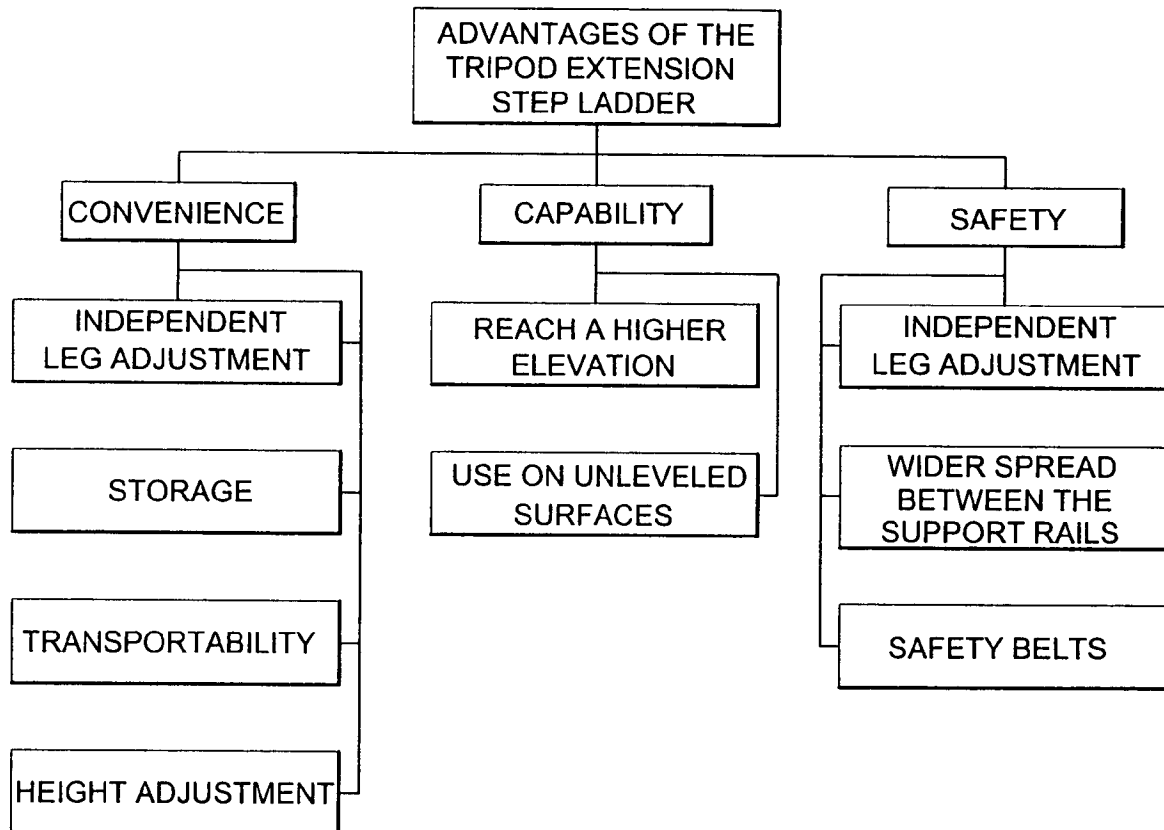 ADVANTAGES OF THE
TRIPOD EXTENSION
STEP LADDER
CONVENIENCE
INDEPENDENT
LEG ADJUSTMENT
STORAGE
TRANSPORTABILITY
HEIGHT ADJUSTMENT
CAPABILITY
REACH A HIGHER
ELEVATION
USE ON UNLEVELED
SURFACES
SAFETY
INDEPENDENT
LEG ADJUSTMENT
WIDER SPREAD
BETWEEN THE
SUPPORT RAILS
SAFETY BELTS